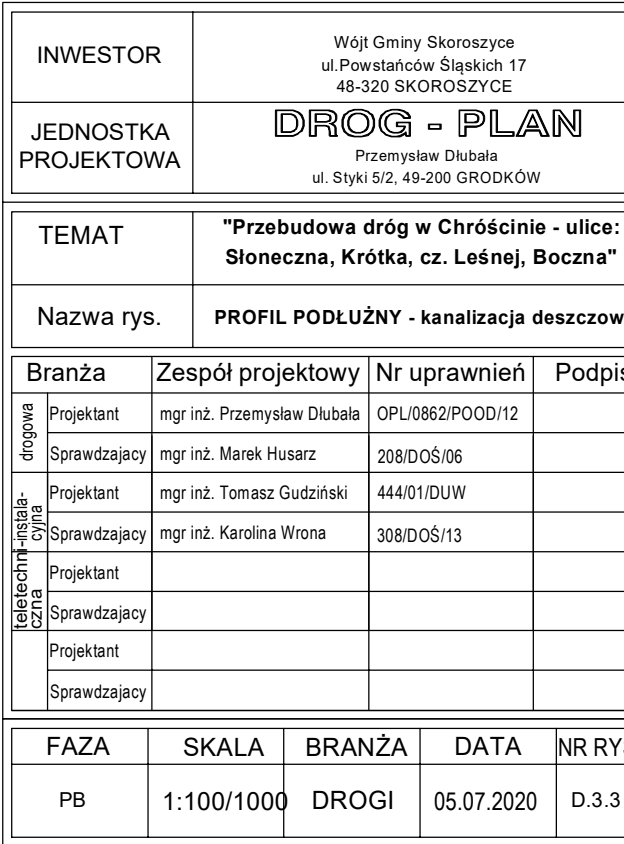 INWESTOR
Wójt Gminy Skoroszyce
ul.Powstańców Śląskich 17
48-320 SKOROSZYCE
JEDNOSTKA
PROJEKTOWA
DROG - PLAN
Przemysław Dłubała
ul. Styki 5/2, 49-200 GRODKÓW
TEMAT
"Przebudowa dróg w Chróścinie - ulice:
Słoneczna, Krótka, cz. Leśnej, Boczna"
Nazwa rys.
PROFIL PODŁUŻNY - kanalizacja deszczow
Branża Zespół projektowy Nr uprawnień Podpis
drogowa
Projektant mgr inż. Przemysław Dłubała OPL/0862/POOD/12
Sprawdzajacy mgr inż. Marek Husarz 208/DOŚ/06
instala-
cyjna
Projektant mgr inż. Tomasz Gudziński 444/01/DUW
Sprawdzajacy mgr inż. Karolina Wrona 308/DOŚ/13
teletechni-
czna
Projektant
Sprawdzajacy
Projektant
Sprawdzajacy
FAZA SKALA BRANŻA DATA NR RYS
PB 1:100/1000 DROGI 05.07.2020 D.3.3